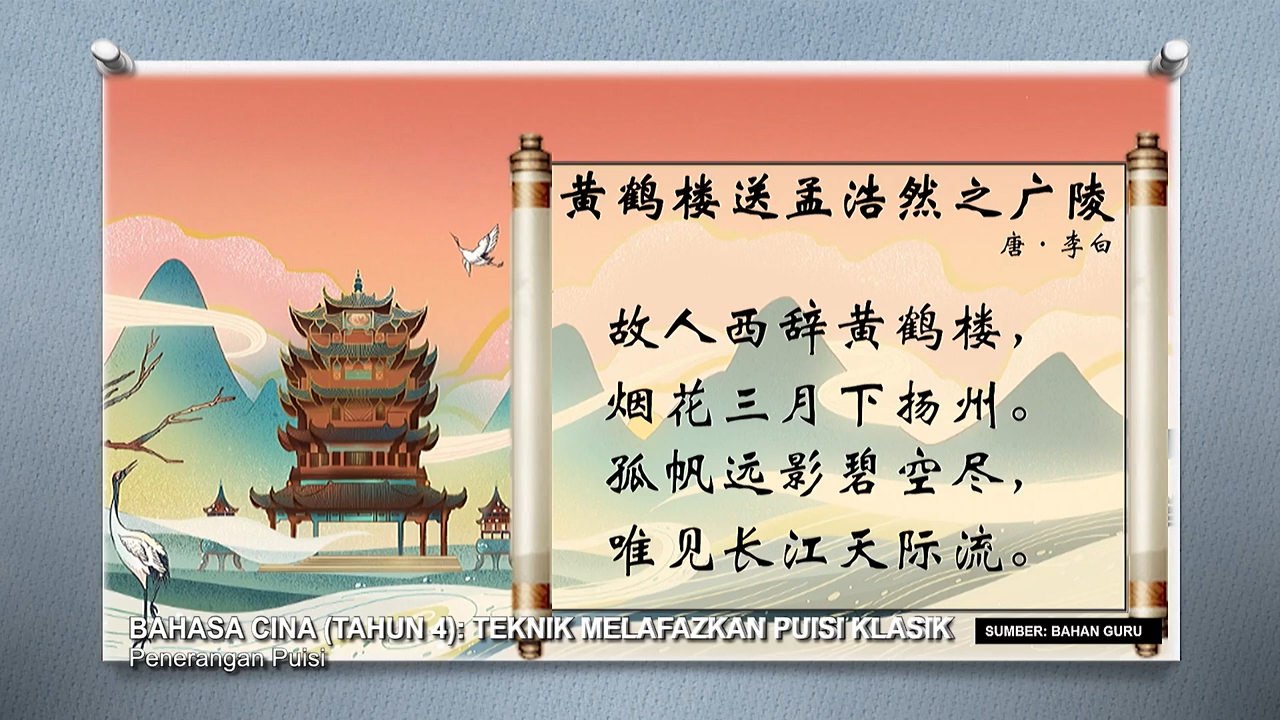 黄鹤楼送孟浩然之广陵
唐·李白
故人西辞黄鹤楼，
烟花三月下扬州。
孤帆远影碧空尽，
唯见长江天际流。
BAHASA CINA (TAHUN 4): TEKNIK MELAFAZKAN PUISI KLASIK
SUMBER: BAHAN GURU
Penerangan Puisi